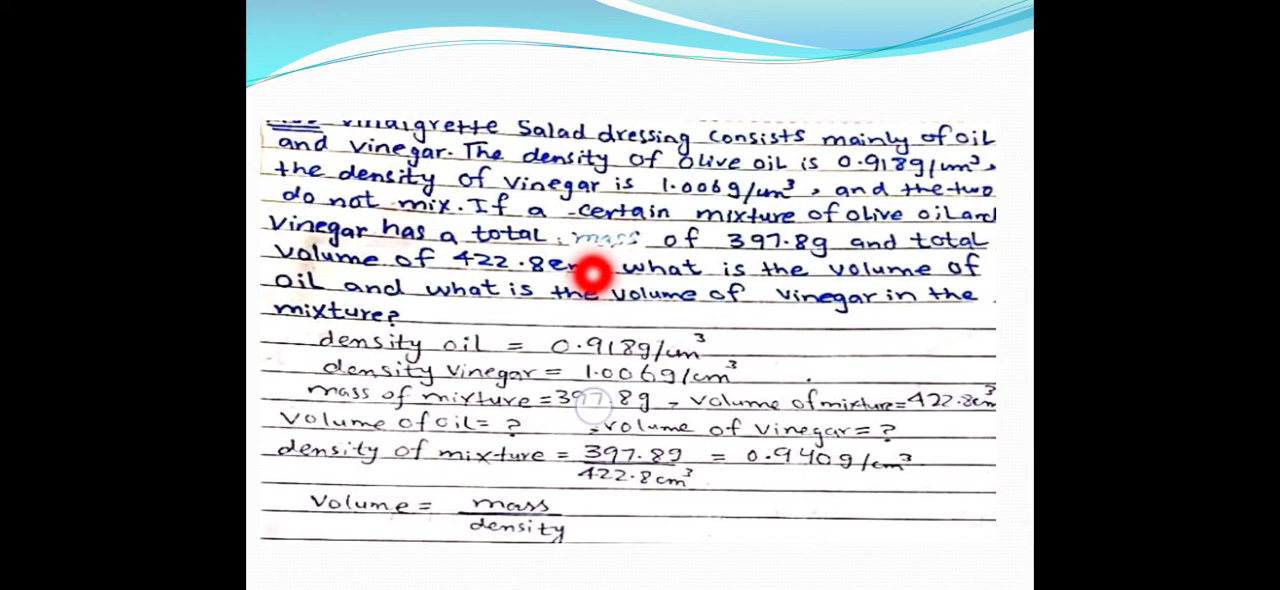 vinaigrette Salad dressing consists mainly of oil
and vinegar. The density of olive oil is 0.918g/cm³,
the density of vinegar is 1.006g/cm³, and the two
do not mix. If a certain mixture of olive oil and
vinegar has a total mass of 397.8g and total
volume of 422.8cm what is the volume of
oil and what is the volume of vinegar in the
mixture?
density oil = 0.918g/cm³
density vinegar = 1.006g/cm³
mass of mixture = 397.8g, volume of mixture = 422.8cm³
Volume of oil = ? , volume of vinegar = ?
density of mixture = 397.8g / 422.8cm³ = 0.940g/cm³
Volume = mass / density